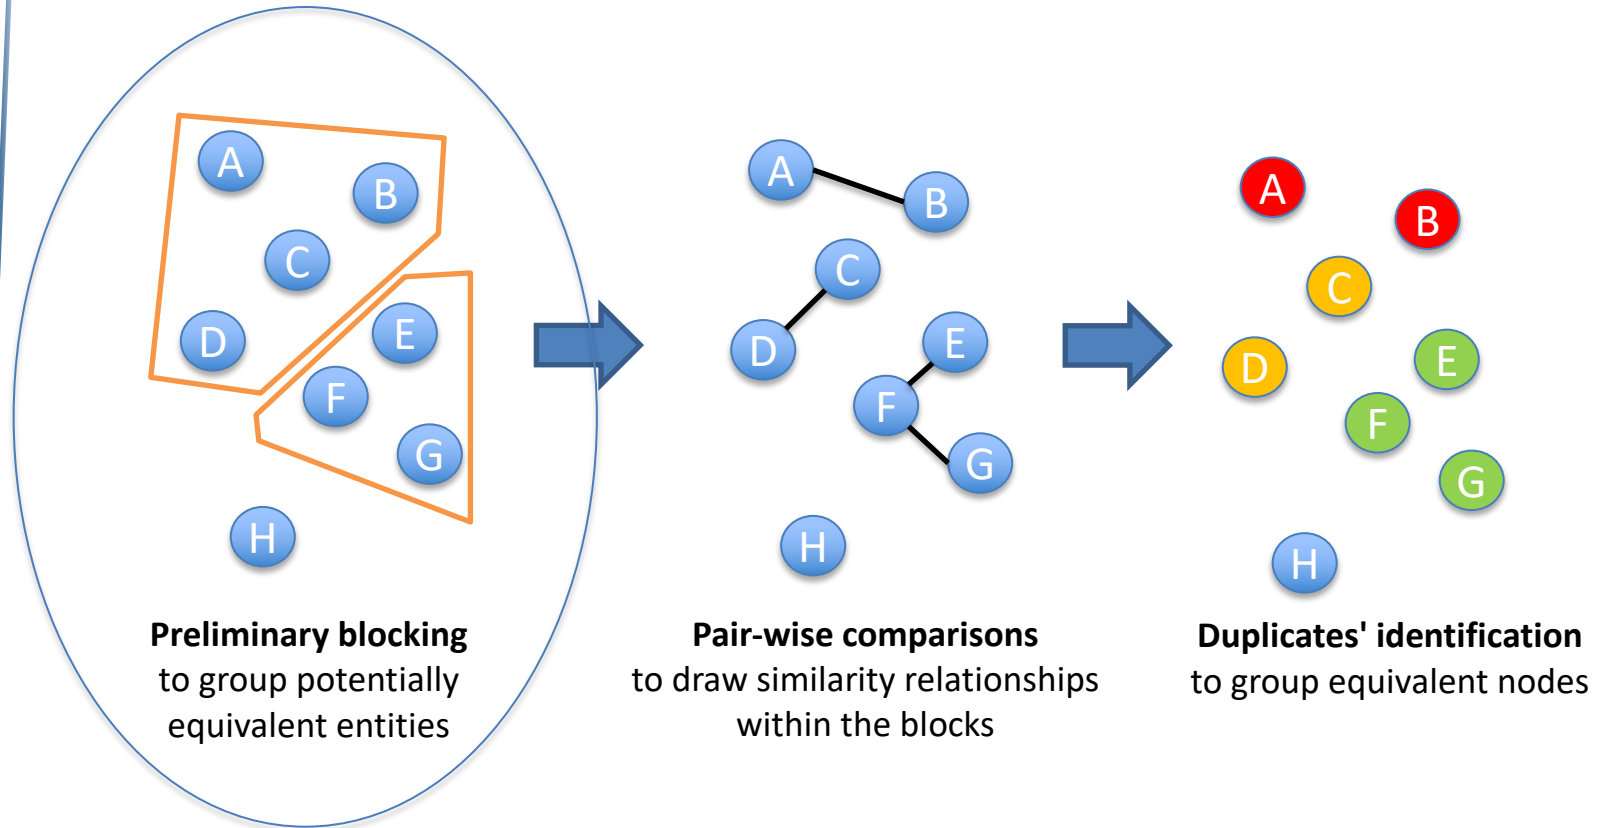 A
B
C
D
E
F
G
H
Preliminary blocking
to group potentially
equivalent entities
A
B
C
D
E
F
G
H
Pair-wise comparisons
to draw similarity relationships
within the blocks
A
B
C
D
E
F
G
H
Duplicates' identification
to group equivalent nodes